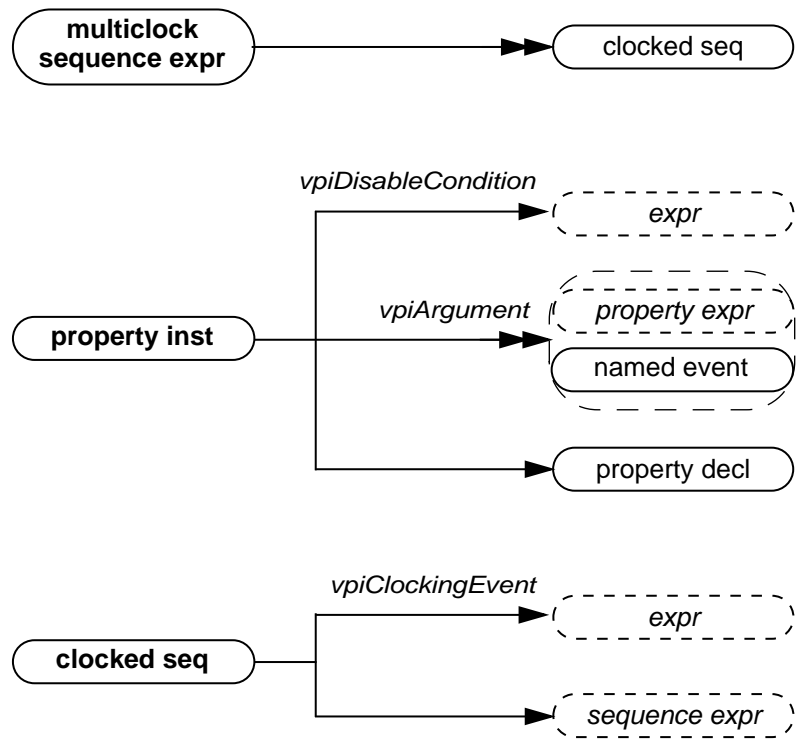 multiclock
sequence expr
clocked seq
vpiDisableCondition
expr
vpiArgument
property expr
property inst
named event
property decl
vpiClockingEvent
expr
clocked seq
sequence expr